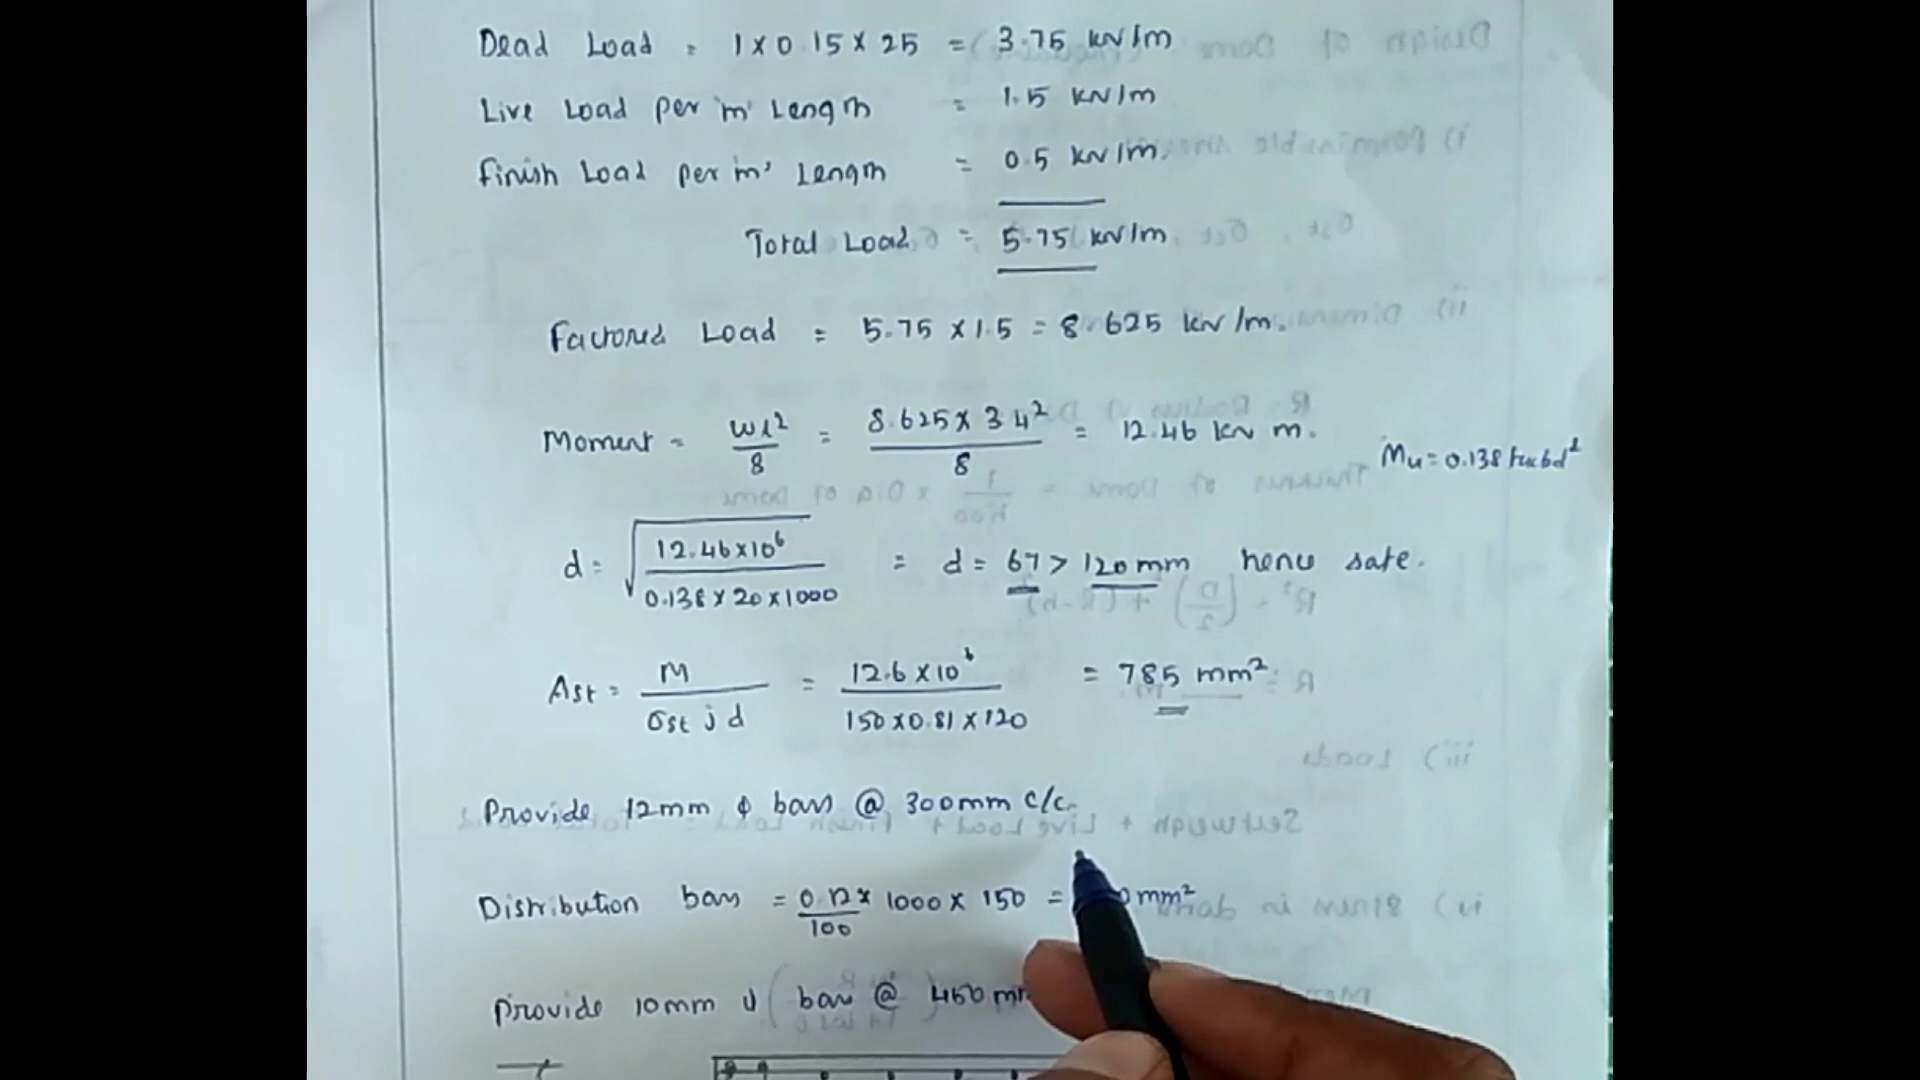 Dead Load = 1 x 0.15 x 25 = 3.75 kN/m
Live Load per 'm' Length = 1.5 kN/m
finish Load per 'm' Length = 0.5 kN/m.
Total Load = 5.75 kN/m
Factored Load = 5.75 x 1.5 = 8.625 kN/m.
Moment = wl²/8 = 8.625 x 3.4²/8 = 12.46 kN m.
Mu = 0.138 fck bd²
d = √(12.46 x 10⁶/0.138 x 20 x 1000) = d = 67 > 120 mm hence safe.
Ast = M/σst j d = 12.6 x 10⁶/150 x 0.81 x 120 = 785 mm²
Provide 12mm ϕ bars @ 300mm c/c.
Distribution bars = 0.12/100 x 1000 x 150 = mm²
Provide 10mm bars @